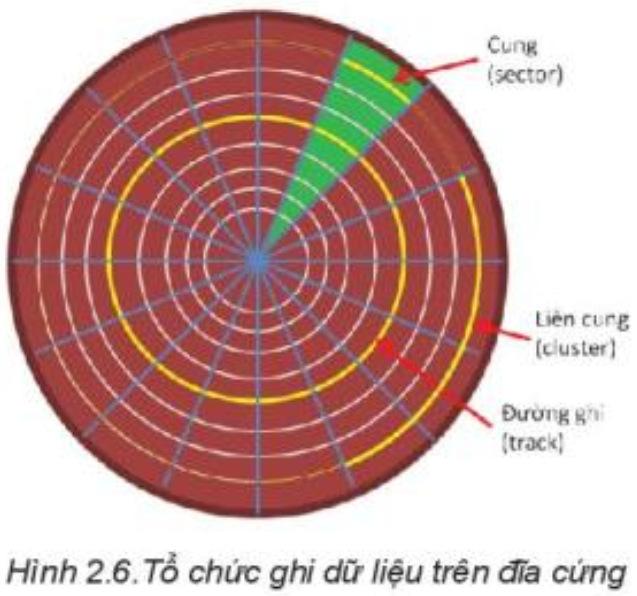 Cung
(sector)
Liên cung
(cluster)
Đường ghi
(track)
Hình 2.6.Tổ chức ghi dữ liệu trên đĩa cứng